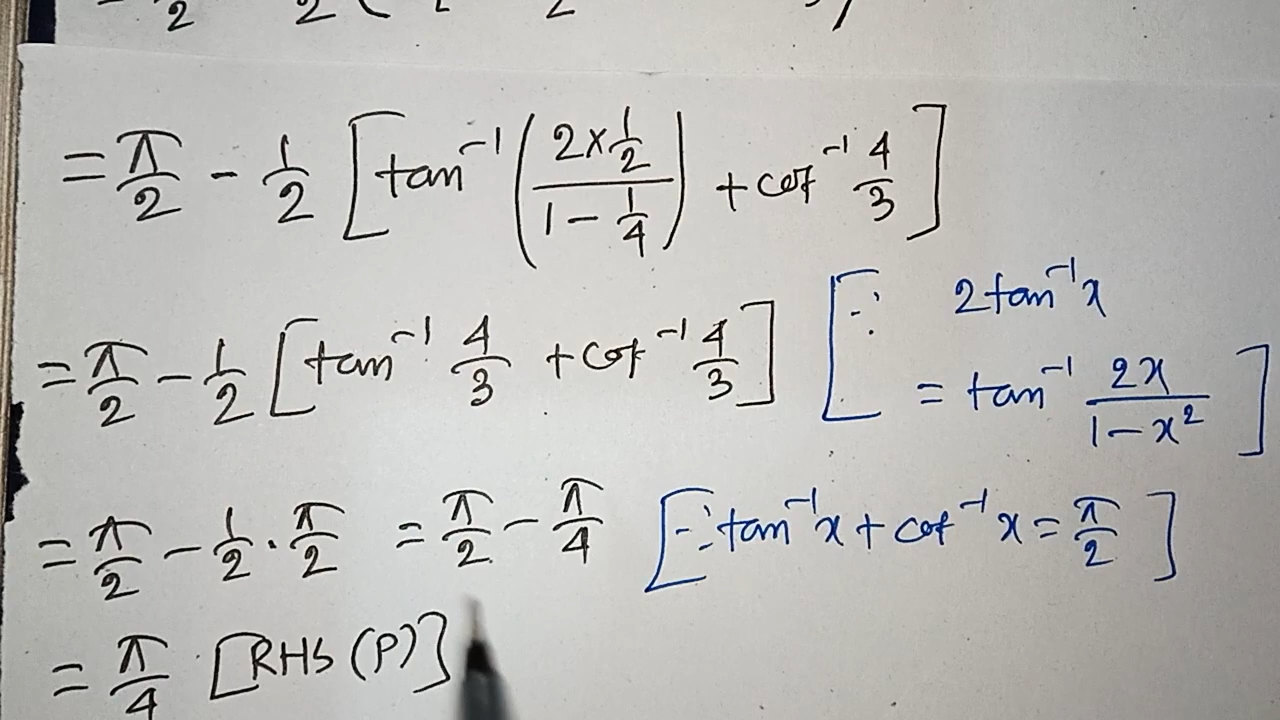 = π/2 - 1/2 [tan⁻¹ ((2×1/2)/(1 - 1/4)) + cot⁻¹ 4/3]
= π/2 - 1/2 [tan⁻¹ 4/3 + cot⁻¹ 4/3] [∵ 2tan⁻¹x
= tan⁻¹ 2x/(1-x²)]
= π/2 - 1/2 · π/2 = π/2 - π/4 [∵ tan⁻¹x + cot⁻¹x = π/2]
= π/4 [RHS (P)]